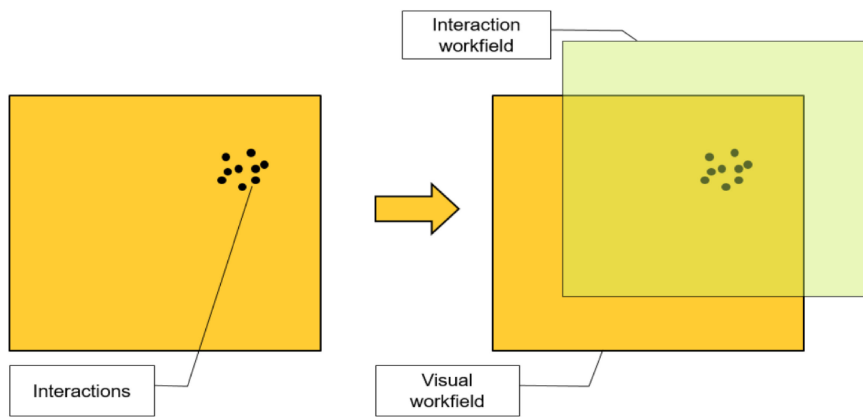 Interaction
workfield
Interactions
Visual
workfield